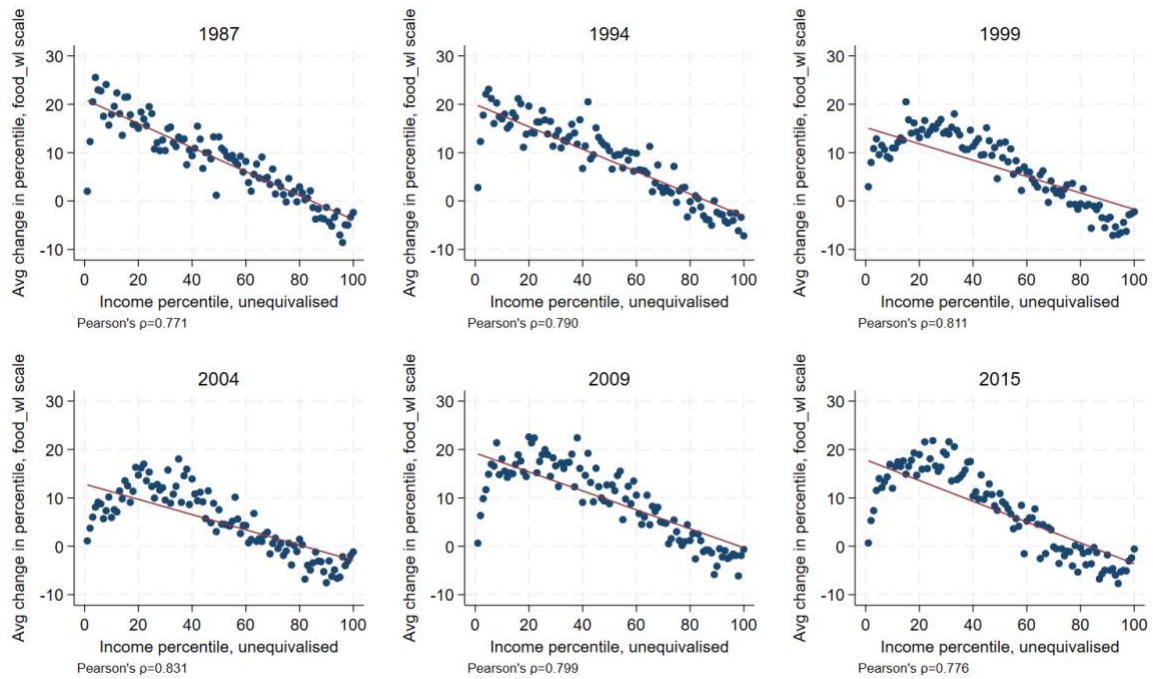 1987
Avg change in percentile, food_wl scale
30
20
10
0
-10
0 20 40 60 80 100
Income percentile, unequivalised
Pearson's ρ=0.771
1994
Avg change in percentile, food_wl scale
30
20
10
0
-10
0 20 40 60 80 100
Income percentile, unequivalised
Pearson's ρ=0.790
1999
Avg change in percentile, food_wl scale
30
20
10
0
-10
0 20 40 60 80 100
Income percentile, unequivalised
Pearson's ρ=0.811
2004
Avg change in percentile, food_wl scale
30
20
10
0
-10
0 20 40 60 80 100
Income percentile, unequivalised
Pearson's ρ=0.831
2009
Avg change in percentile, food_wl scale
30
20
10
0
-10
0 20 40 60 80 100
Income percentile, unequivalised
Pearson's ρ=0.799
2015
Avg change in percentile, food_wl scale
30
20
10
0
-10
0 20 40 60 80 100
Income percentile, unequivalised
Pearson's ρ=0.776